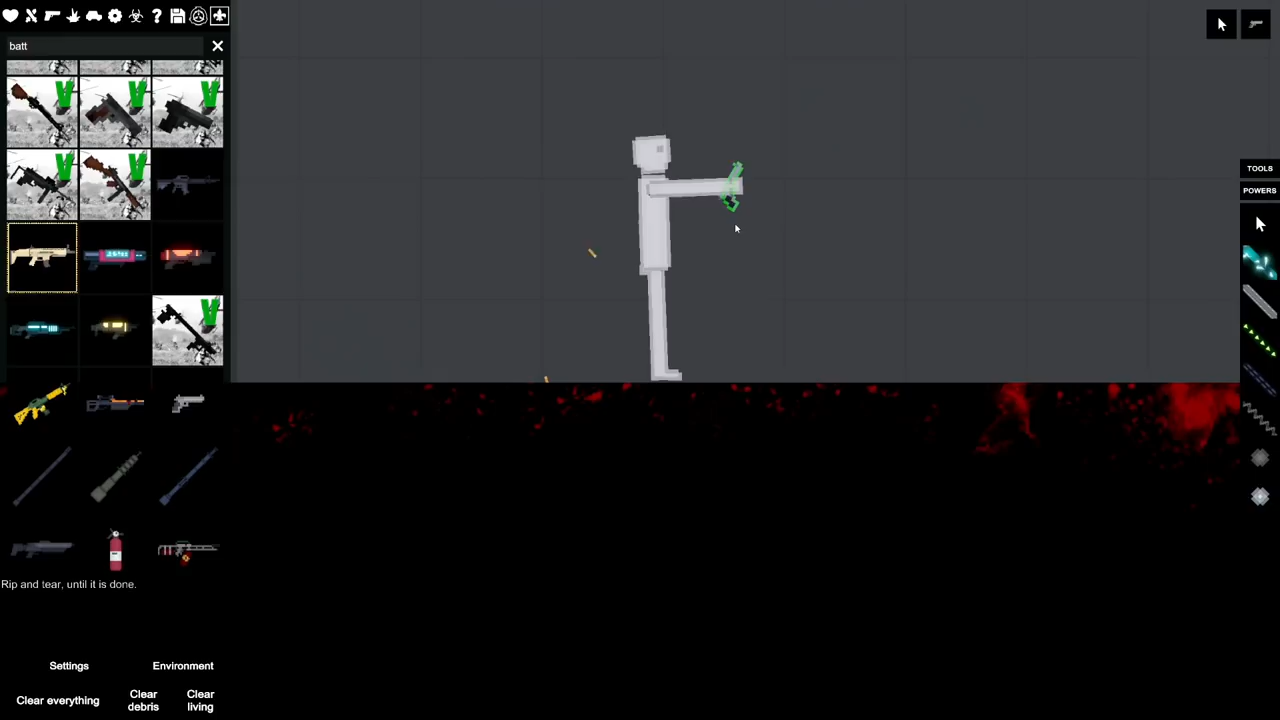 batt
TOOLS
POWERS
Rip and tear, until it is done.
Settings
Environment
Clear everything
Clear
debris
Clear
living